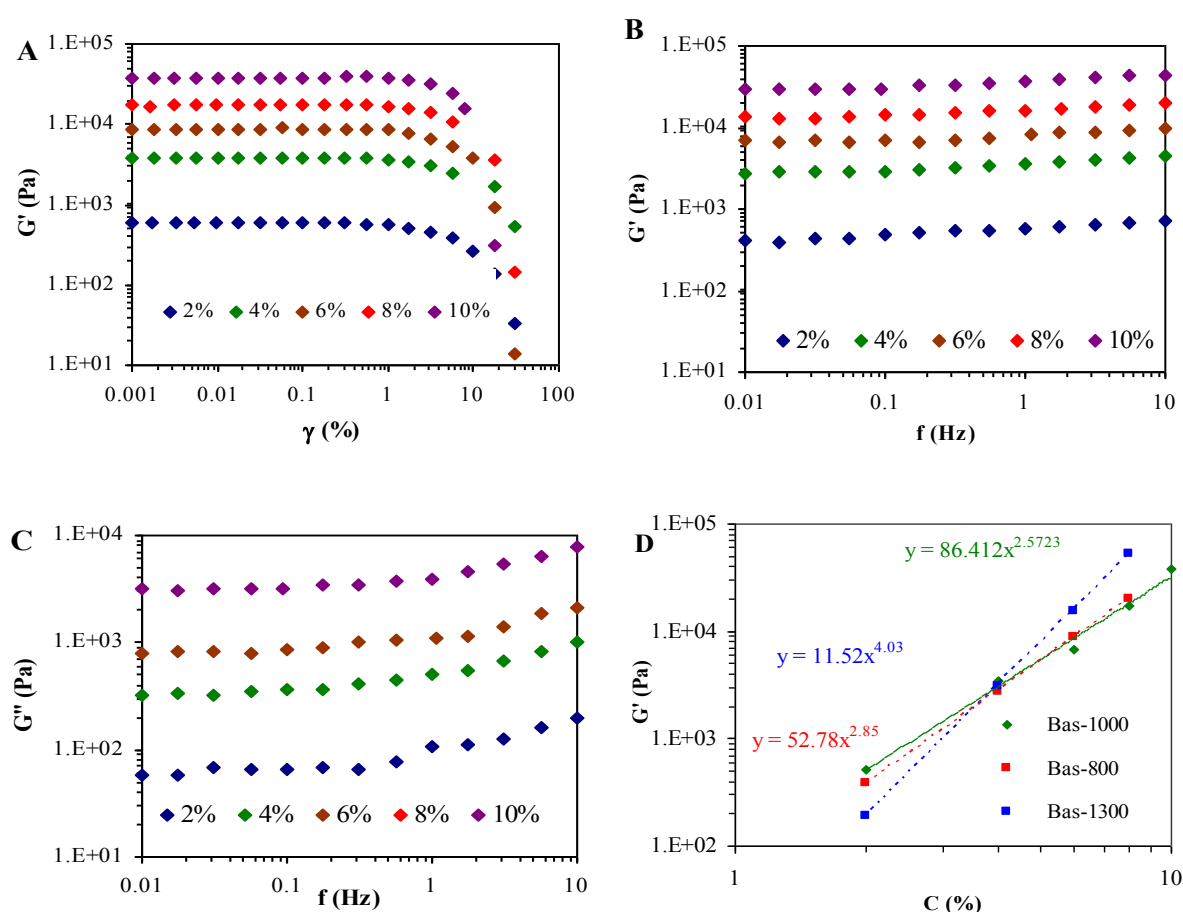 A
1.E+05
1.E+04
1.E+03
1.E+02
1.E+01
G' (Pa)
2% 4% 6% 8% 10%
0.001 0.01 0.1 1 10 100
γ (%)
B
1.E+05
1.E+04
1.E+03
1.E+02
1.E+01
G' (Pa)
2% 4% 6% 8% 10%
0.01 0.1 1 10
f (Hz)
C
1.E+04
1.E+03
1.E+02
1.E+01
G" (Pa)
2% 4% 6% 8% 10%
0.01 0.1 1 10
f (Hz)
D
1.E+05
1.E+04
1.E+03
1.E+02
G' (Pa)
y = 86.412x^2.5723
y = 11.52x^4.03
y = 52.78x^2.85
Bas-1000
Bas-800
Bas-1300
1 10
C (%)